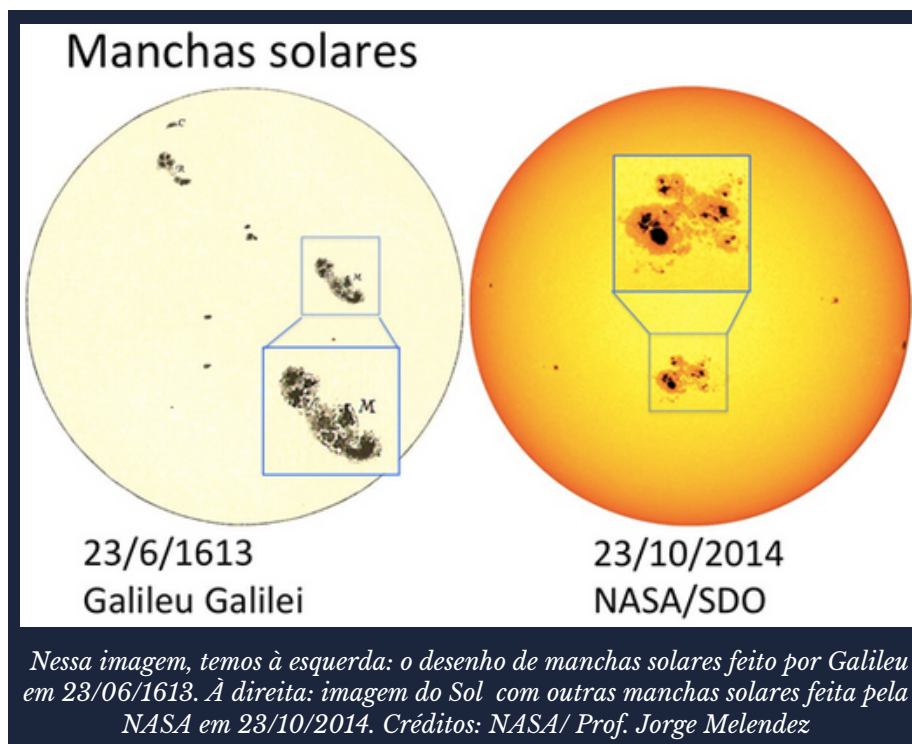 Manchas solares
C
R
M
M
23/6/1613
Galileu Galilei
23/10/2014
NASA/SDO
Nessa imagem, temos à esquerda: o desenho de manchas solares feito por Galileu
em 23/06/1613. À direita: imagem do Sol com outras manchas solares feita pela
NASA em 23/10/2014. Créditos: NASA/ Prof. Jorge Melendez